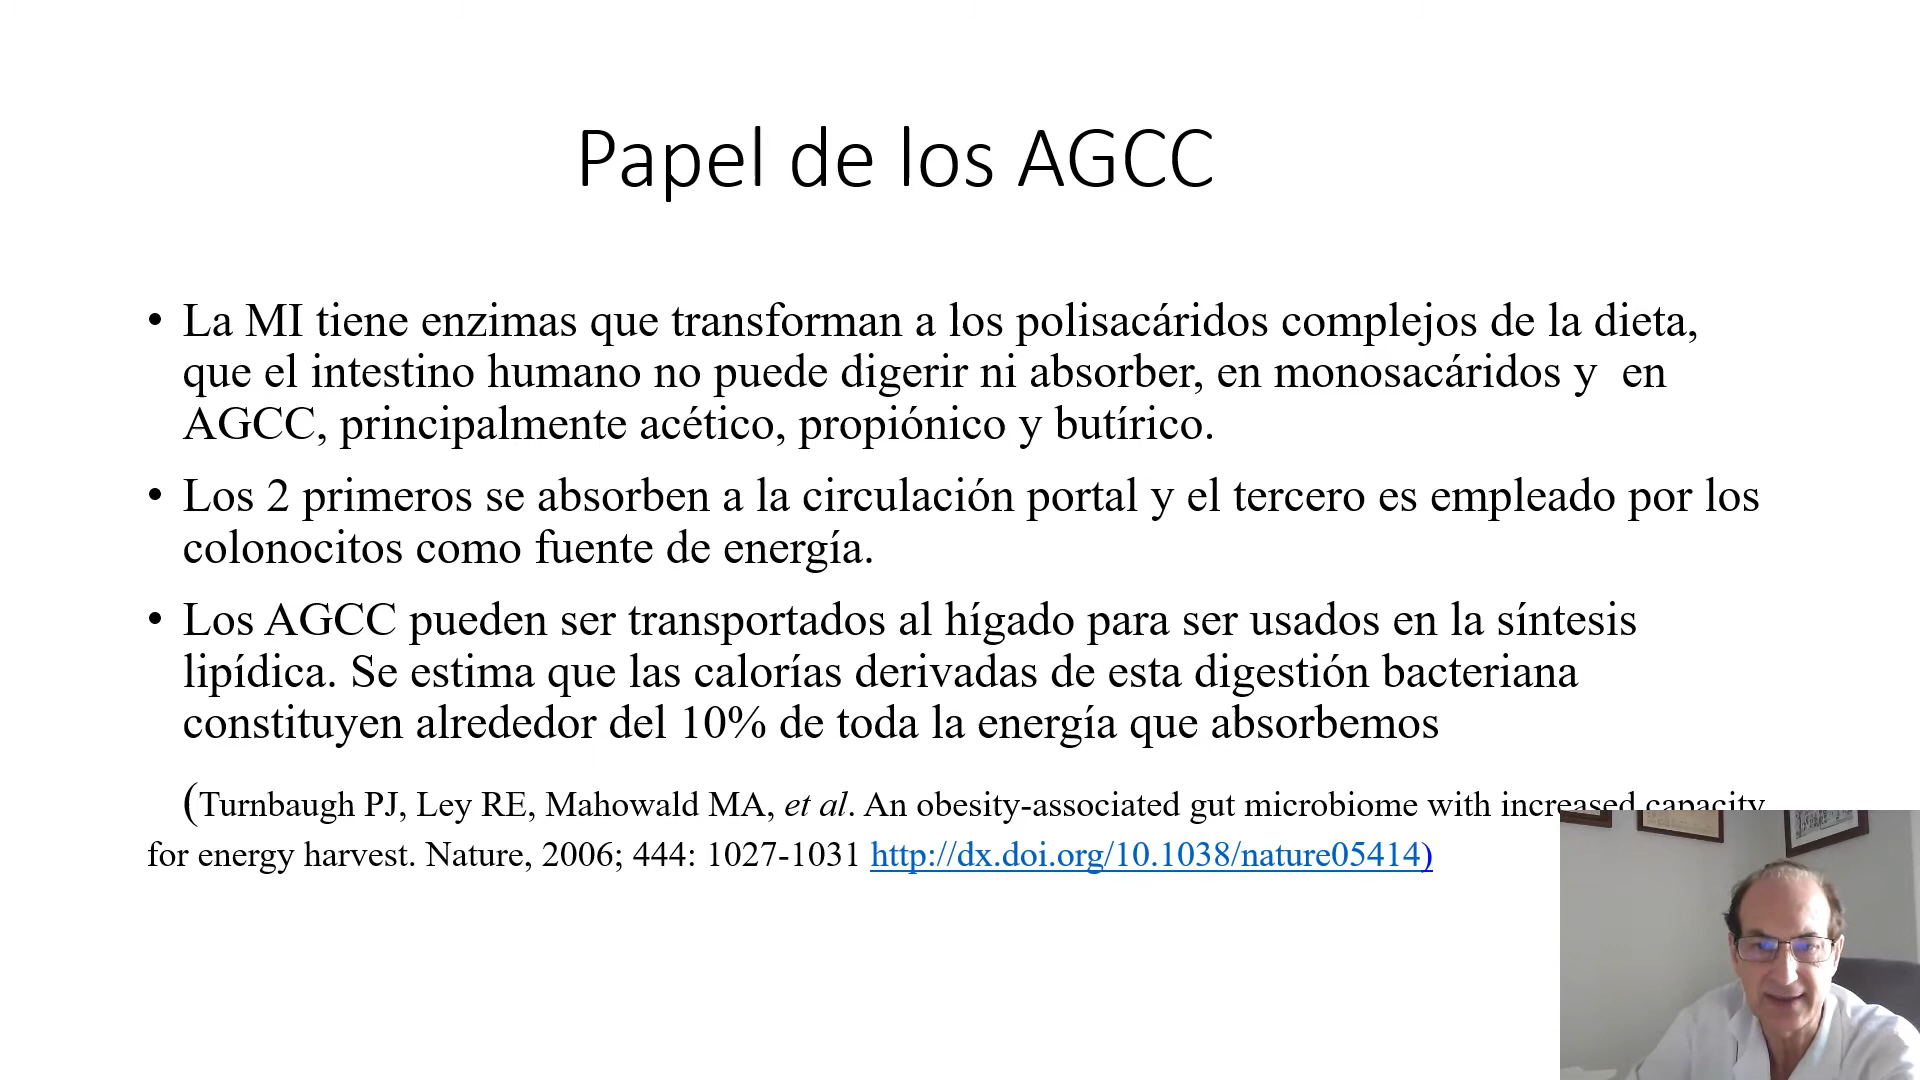 Papel de los AGCC
• La MI tiene enzimas que transforman a los polisacáridos complejos de la dieta,
que el intestino humano no puede digerir ni absorber, en monosacáridos y  en
AGCC, principalmente acético, propiónico y butírico.
• Los 2 primeros se absorben a la circulación portal y el tercero es empleado por los
colonocitos como fuente de energía.
• Los AGCC pueden ser transportados al hígado para ser usados en la síntesis
lipídica. Se estima que las calorías derivadas de esta digestión bacteriana
constituyen alrededor del 10% de toda la energía que absorbemos
(Turnbaugh PJ, Ley RE, Mahowald MA, et al. An obesity-associated gut microbiome with increased capacity
for energy harvest. Nature, 2006; 444: 1027-1031 http://dx.doi.org/10.1038/nature05414)